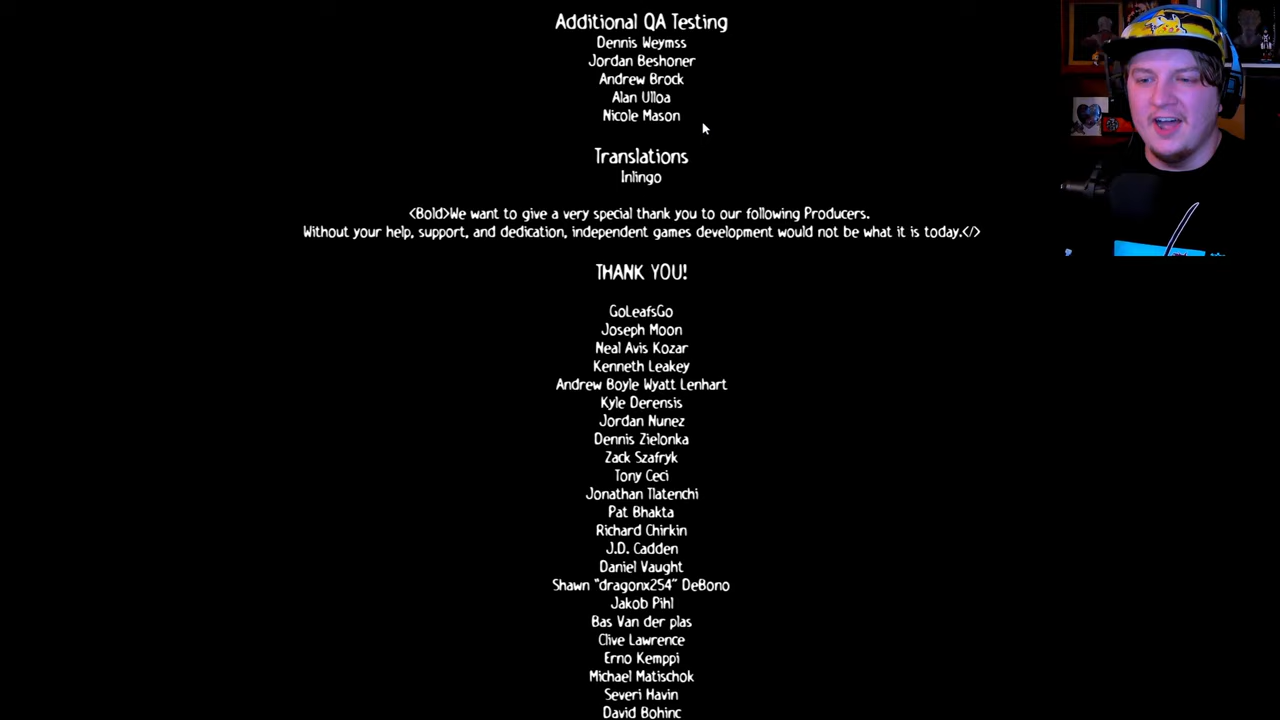 Additional QA Testing
Dennis Weymss
Jordan Beshoner
Andrew Brock
Alan Ulloa
Nicole Mason
Translations
Inlingo
<Bold>We want to give a very special thank you to our following Producers.
Without your help, support, and dedication, independent games development would not be what it is today.</>
THANK YOU!
GoLeafsGo
Joseph Moon
Neal Avis Kozar
Kenneth Leakey
Andrew Boyle Wyatt Lenhart
Kyle Derensis
Jordan Nunez
Dennis Zielonka
Zack Szafryk
Tony Ceci
Jonathan Tlatenchi
Pat Bhakta
Richard Chirkin
J.D. Cadden
Daniel Vaught
Shawn "dragonx254" DeBono
Jakob Pihl
Bas Van der plas
Clive Lawrence
Erno Kemppi
Michael Matischok
Severi Havin
David Bohinc